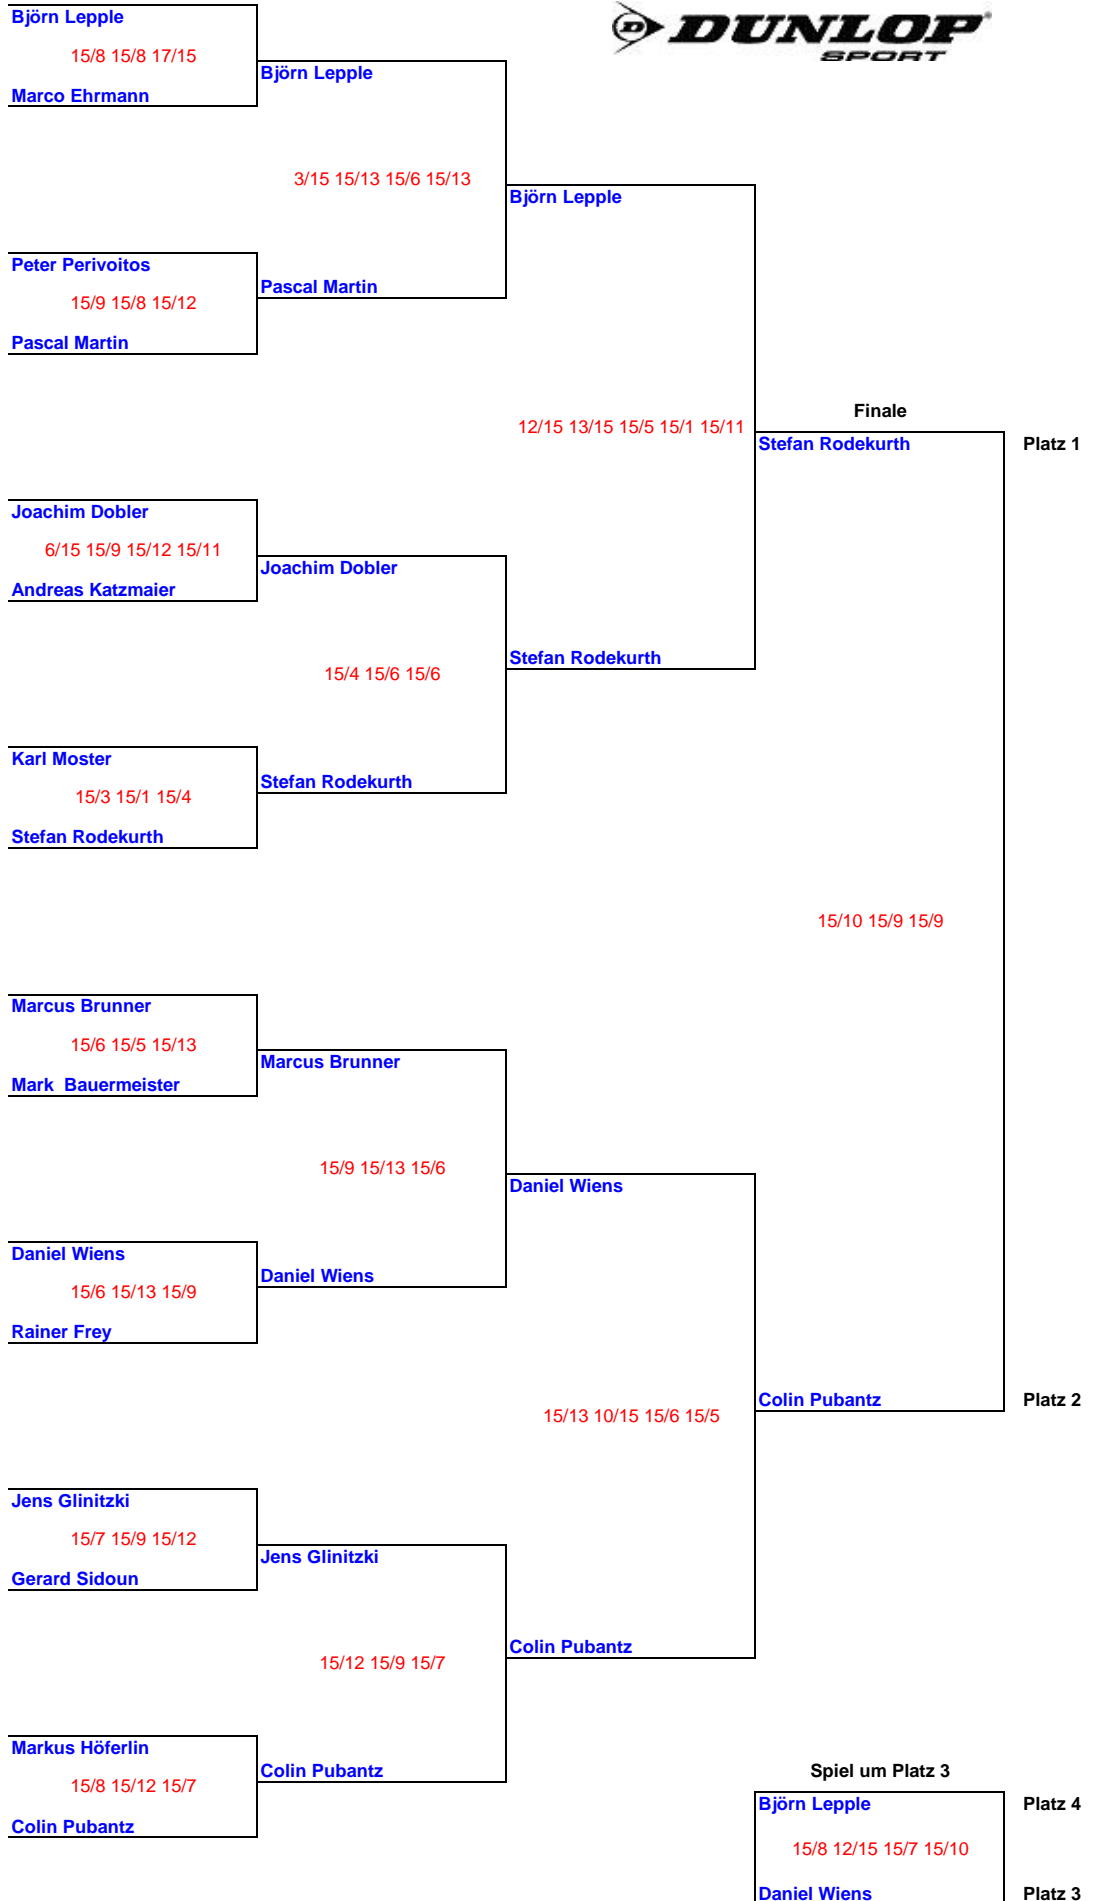 DUNLOP
SPORT
Björn Lepple
15/8 15/8 17/15
Björn Lepple
Marco Ehrmann
3/15 15/13 15/6 15/13
Björn Lepple
Peter Perivoitos
Pascal Martin
15/9 15/8 15/12
Pascal Martin
Finale
12/15 13/15 15/5 15/1 15/11
Stefan Rodekurth Platz 1
Joachim Dobler
6/15 15/9 15/12 15/11
Joachim Dobler
Andreas Katzmaier
Stefan Rodekurth
15/4 15/6 15/6
Karl Moster
Stefan Rodekurth
15/3 15/1 15/4
Stefan Rodekurth
15/10 15/9 15/9
Marcus Brunner
15/6 15/5 15/13
Marcus Brunner
Mark  Bauermeister
15/9 15/13 15/6
Daniel Wiens
Daniel Wiens
Daniel Wiens
15/6 15/13 15/9
Rainer Frey
Colin Pubantz Platz 2
15/13 10/15 15/6 15/5
Jens Glinitzki
15/7 15/9 15/12
Jens Glinitzki
Gerard Sidoun
Colin Pubantz
15/12 15/9 15/7
Markus Höferlin
Colin Pubantz
15/8 15/12 15/7
Colin Pubantz
Spiel um Platz 3
Björn Lepple Platz 4
15/8 12/15 15/7 15/10
Daniel Wiens Platz 3